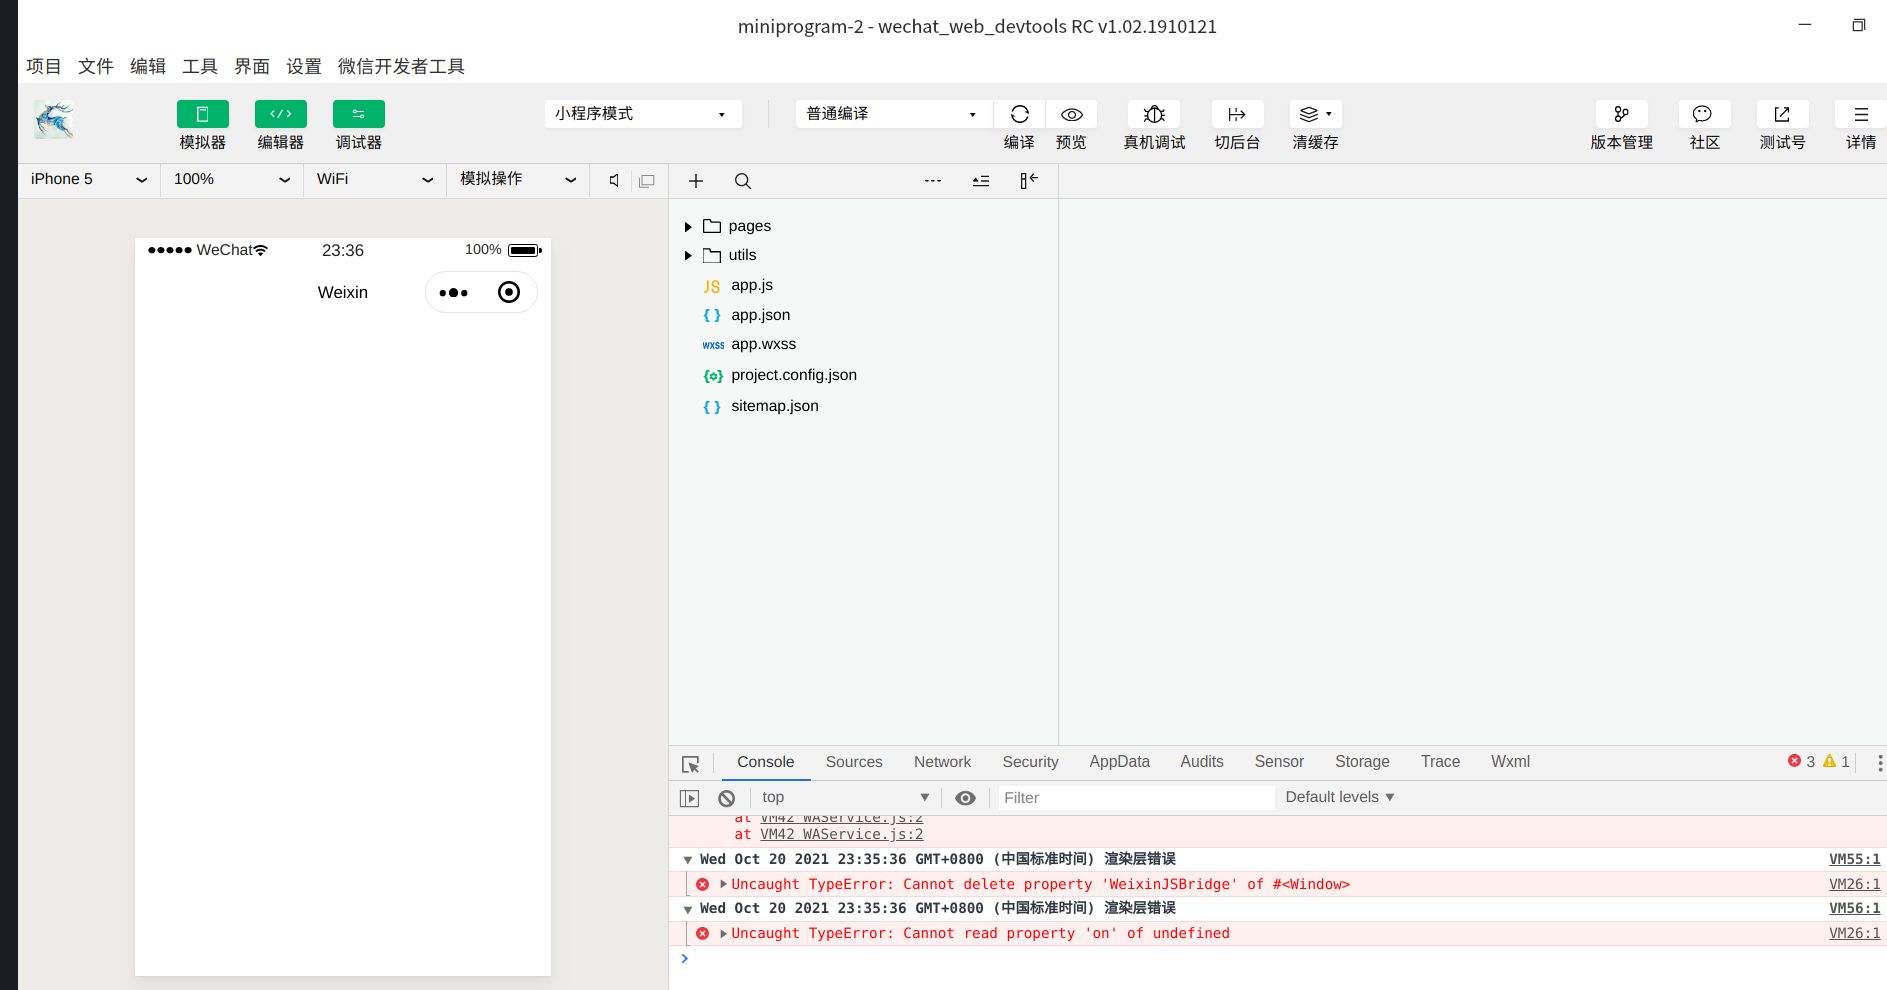 miniprogram-2 - wechat_web_devtools RC v1.02.1910121
项目 文件 编辑 工具 界面 设置 微信开发者工具
小程序模式 普通编译
模拟器 编辑器 调试器 编译 预览 真机调试 切后台 清缓存 版本管理 社区 测试号 详情
iPhone 5 100% WiFi 模拟操作
WeChat 23:36 100%
Weixin
pages
utils
JS app.js
{ } app.json
wxss app.wxss
project.config.json
{ } sitemap.json
Console Sources Network Security AppData Audits Sensor Storage Trace Wxml 3 1
top Filter Default levels
at VM42 WAService.js:2
at VM42 WAService.js:2
Wed Oct 20 2021 23:35:36 GMT+0800 (中国标准时间) 渲染层错误 VM55:1
Uncaught TypeError: Cannot delete property 'WeixinJSBridge' of #<Window> VM26:1
Wed Oct 20 2021 23:35:36 GMT+0800 (中国标准时间) 渲染层错误 VM56:1
Uncaught TypeError: Cannot read property 'on' of undefined VM26:1